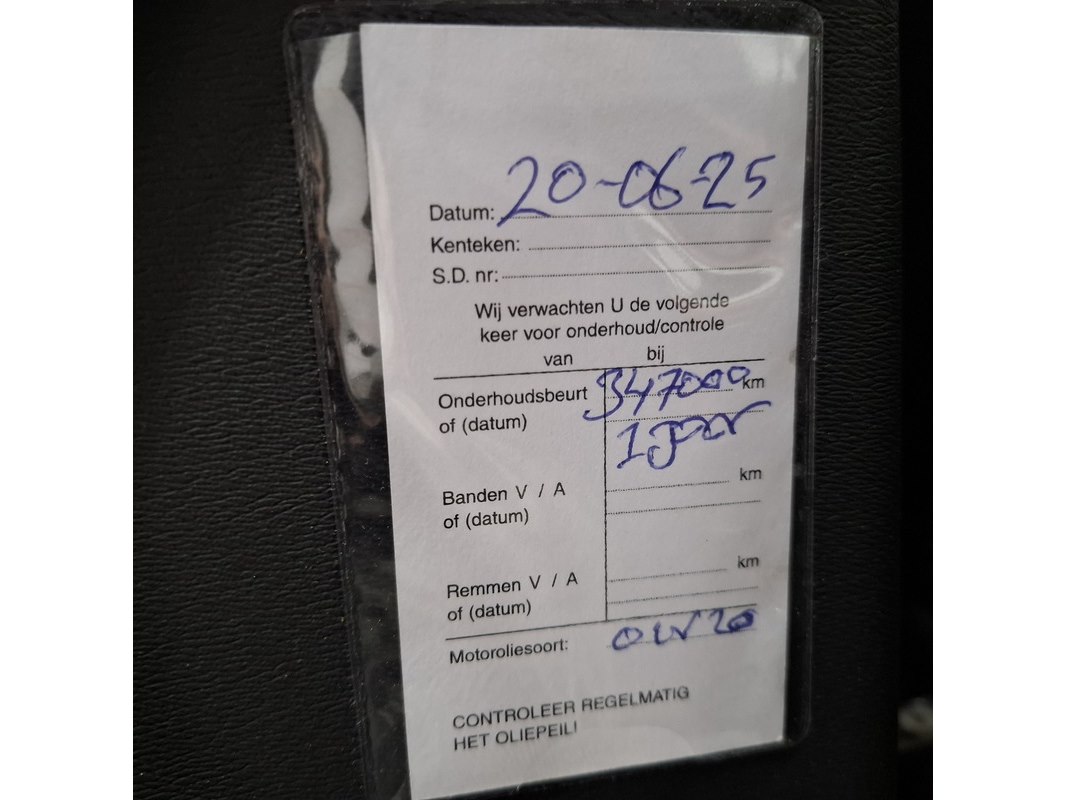 Datum: 20-06-25
Kenteken:
S.D. nr:
Wij verwachten U de volgende
keer voor onderhoud/controle
van bij
Onderhoudsbeurt 347000 km
of (datum) 1 Jaar
Banden V / A km
of (datum)
Remmen V / A km
of (datum)
Motoroliesoort: 0W20
CONTROLEER REGELMATIG
HET OLIEPEIL!